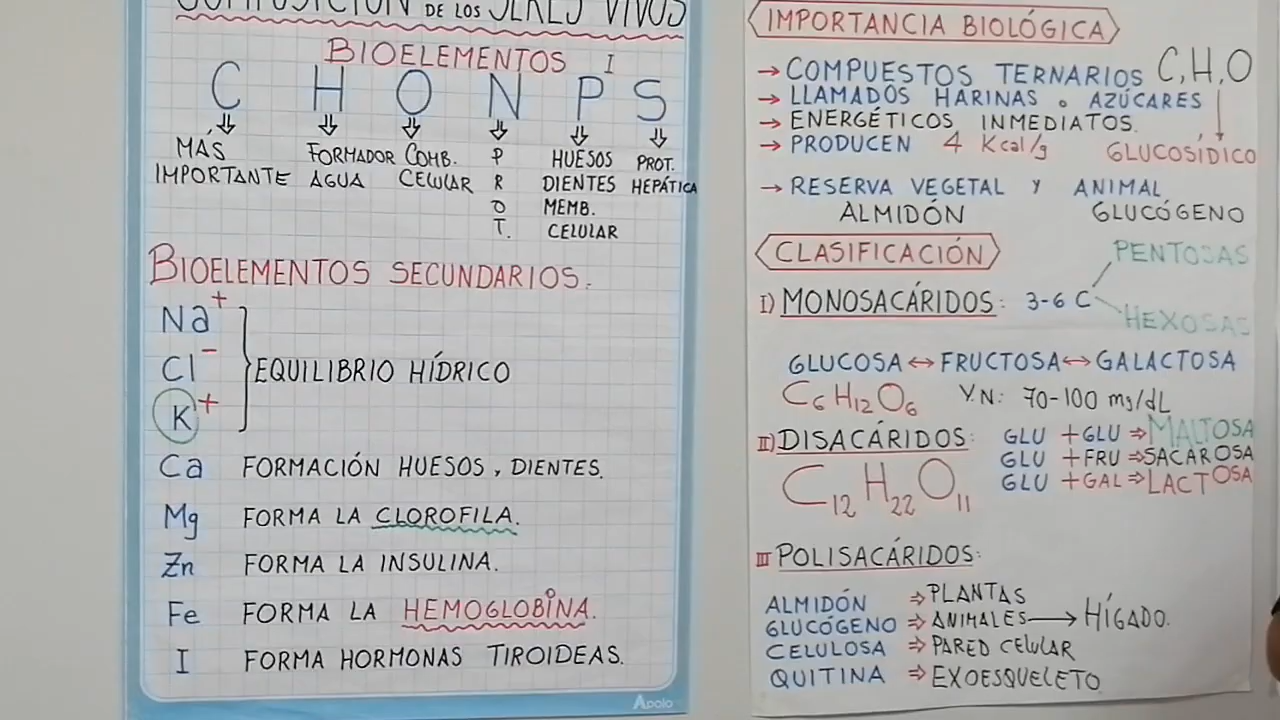 COMPOSICIÓN DE LOS SERES VIVOS
BIOELEMENTOS I
C H O N P S
MÁS IMPORTANTE
FORMADOR AGUA
COMB. CELULAR
PROT.
HUESOS DIENTES MEMB. CELULAR
PROT. HEPÁTICA
BIOELEMENTOS SECUNDARIOS.
Na+
Cl-
K+
EQUILIBRIO HÍDRICO
Ca FORMACIÓN HUESOS, DIENTES.
Mg FORMA LA CLOROFILA.
Zn FORMA LA INSULINA.
Fe FORMA LA HEMOGLOBINA.
I FORMA HORMONAS TIROIDEAS.
Apolo
IMPORTANCIA BIOLÓGICA
→ COMPUESTOS TERNARIOS C,H,O
→ LLAMADOS HARINAS o AZÚCARES
→ ENERGÉTICOS INMEDIATOS.
→ PRODUCEN 4 Kcal/g GLUCOSÍDICO
→ RESERVA VEGETAL Y ANIMAL
ALMIDÓN GLUCÓGENO
CLASIFICACIÓN
I) MONOSACÁRIDOS: 3-6 C
PENTOSAS
HEXOSAS
GLUCOSA ↔ FRUCTOSA ↔ GALACTOSA
C6H12O6 V.N: 70-100 mg/dL
II) DISACÁRIDOS: GLU + GLU ⇒ MALTOSA
GLU + FRU ⇒ SACAROSA
C12H22O11 GLU + GAL ⇒ LACTOSA
III POLISACÁRIDOS:
ALMIDÓN ⇒ PLANTAS
GLUCÓGENO ⇒ ANIMALES → HÍGADO.
CELULOSA ⇒ PARED CELULAR
QUITINA ⇒ EXOESQUELETO